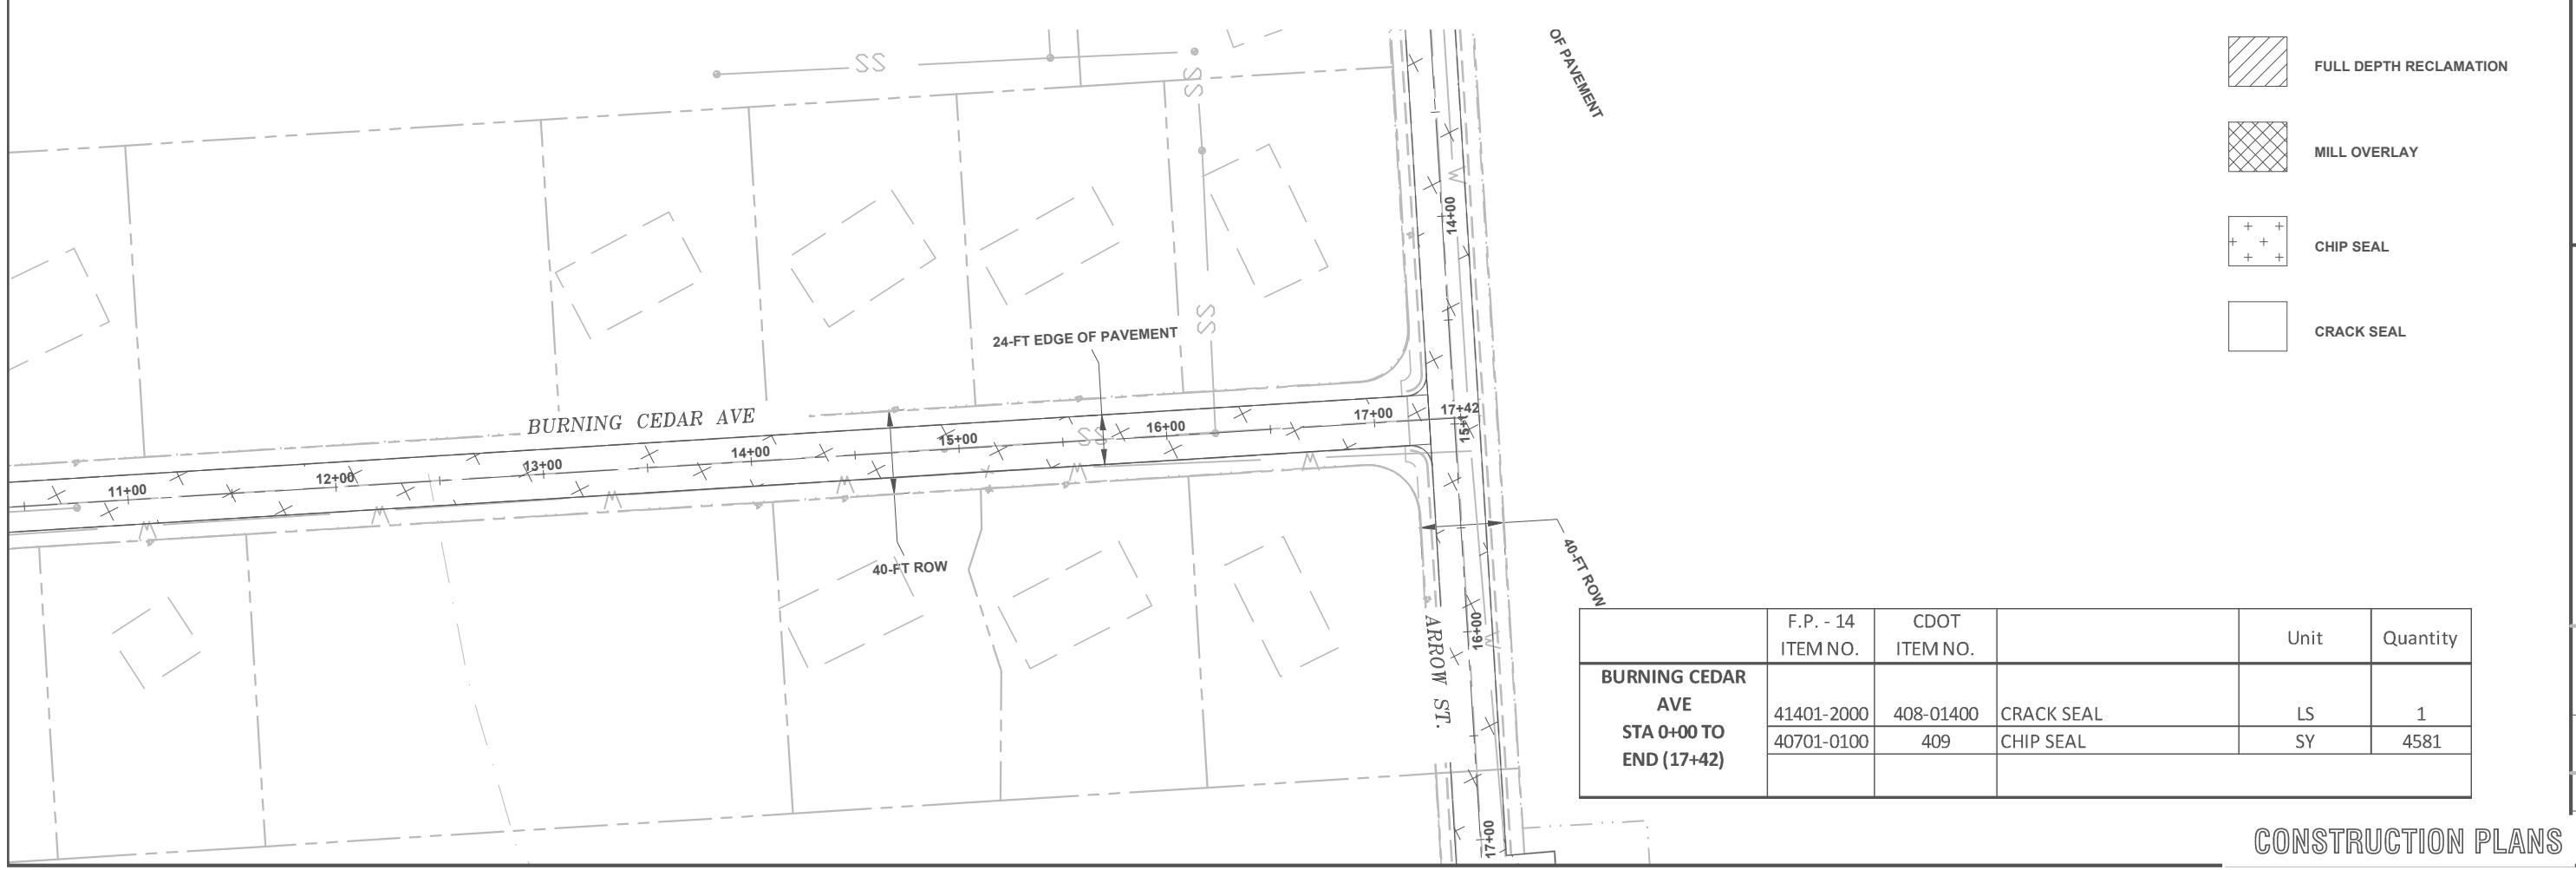 OF PAVEMENT
FULL DEPTH RECLAMATION
MILL OVERLAY
CHIP SEAL
CRACK SEAL
SS
SS
SS
SS
W
14+00
24-FT EDGE OF PAVEMENT
BURNING CEDAR AVE
11+00
12+00
13+00
14+00
15+00
16+00
17+00
17+42
W
W
W
W
W
W
40-FT ROW
40-FT ROW
ARROW ST.
16+00
W
17+00
F.P. - 14 ITEM NO. CDOT ITEM NO. Unit Quantity
BURNING CEDAR
AVE
STA 0+00 TO
END (17+42)
41401-2000 408-01400 CRACK SEAL LS 1
40701-0100 409 CHIP SEAL SY 4581
CONSTRUCTION PLANS